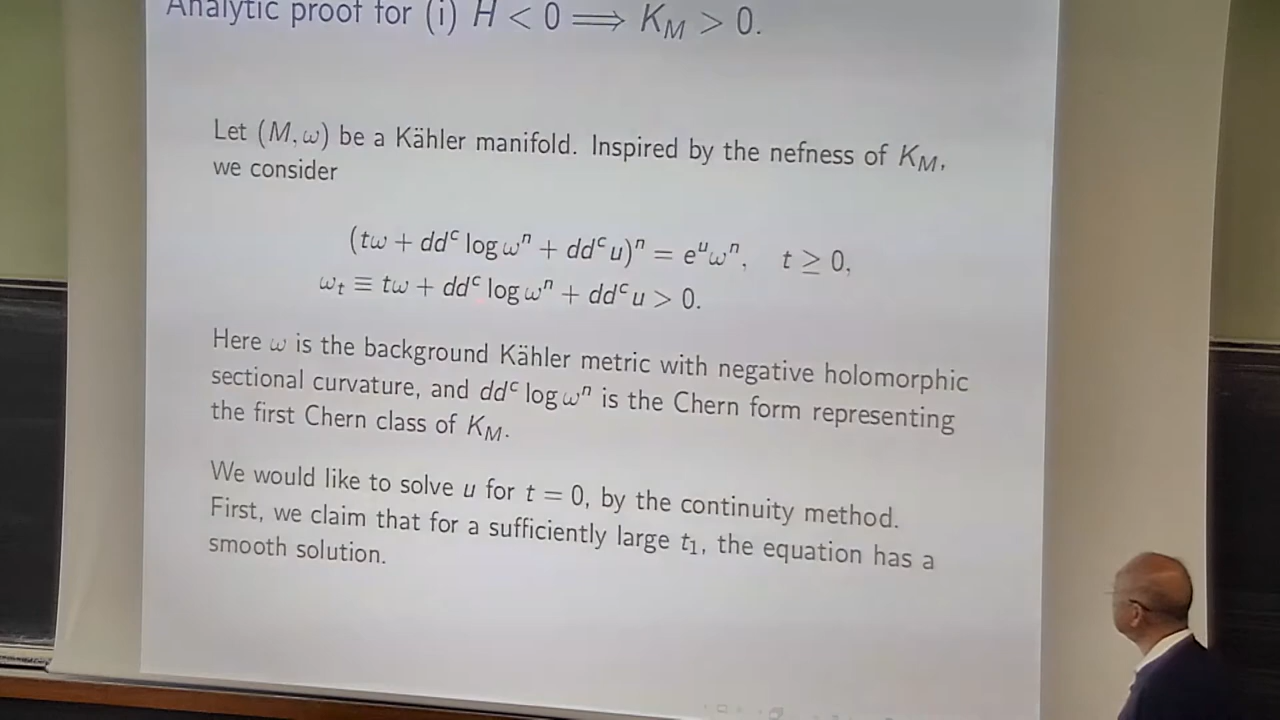 Analytic proof for (i) H < 0 ⟹ K_M > 0.
Let (M, ω) be a Kähler manifold. Inspired by the nefness of K_M,
we consider
(tω + dd^c log ω^n + dd^c u)^n = e^u ω^n, t ≥ 0,
ω_t ≡ tω + dd^c log ω^n + dd^c u > 0.
Here ω is the background Kähler metric with negative holomorphic
sectional curvature, and dd^c log ω^n is the Chern form representing
the first Chern class of K_M.
We would like to solve u for t = 0, by the continuity method.
First, we claim that for a sufficiently large t_1, the equation has a
smooth solution.